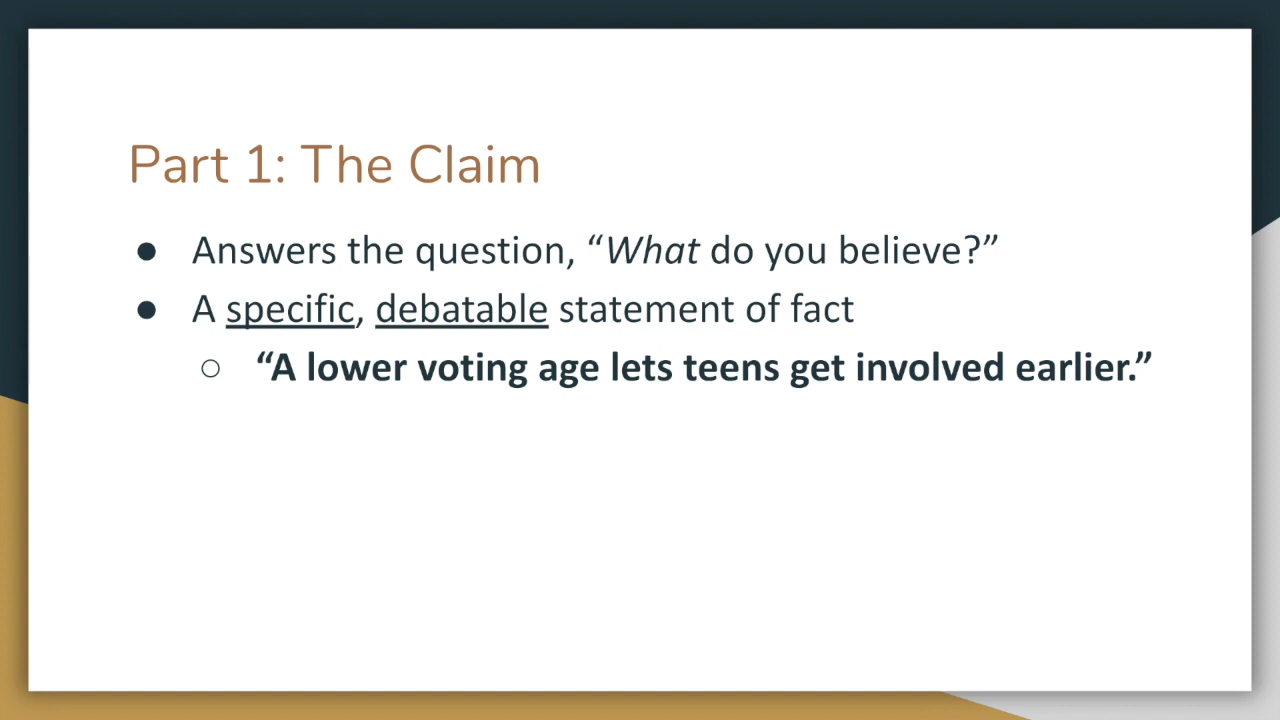 Part 1: The Claim
● Answers the question, “What do you believe?”
● A specific, debatable statement of fact
○ “A lower voting age lets teens get involved earlier.”